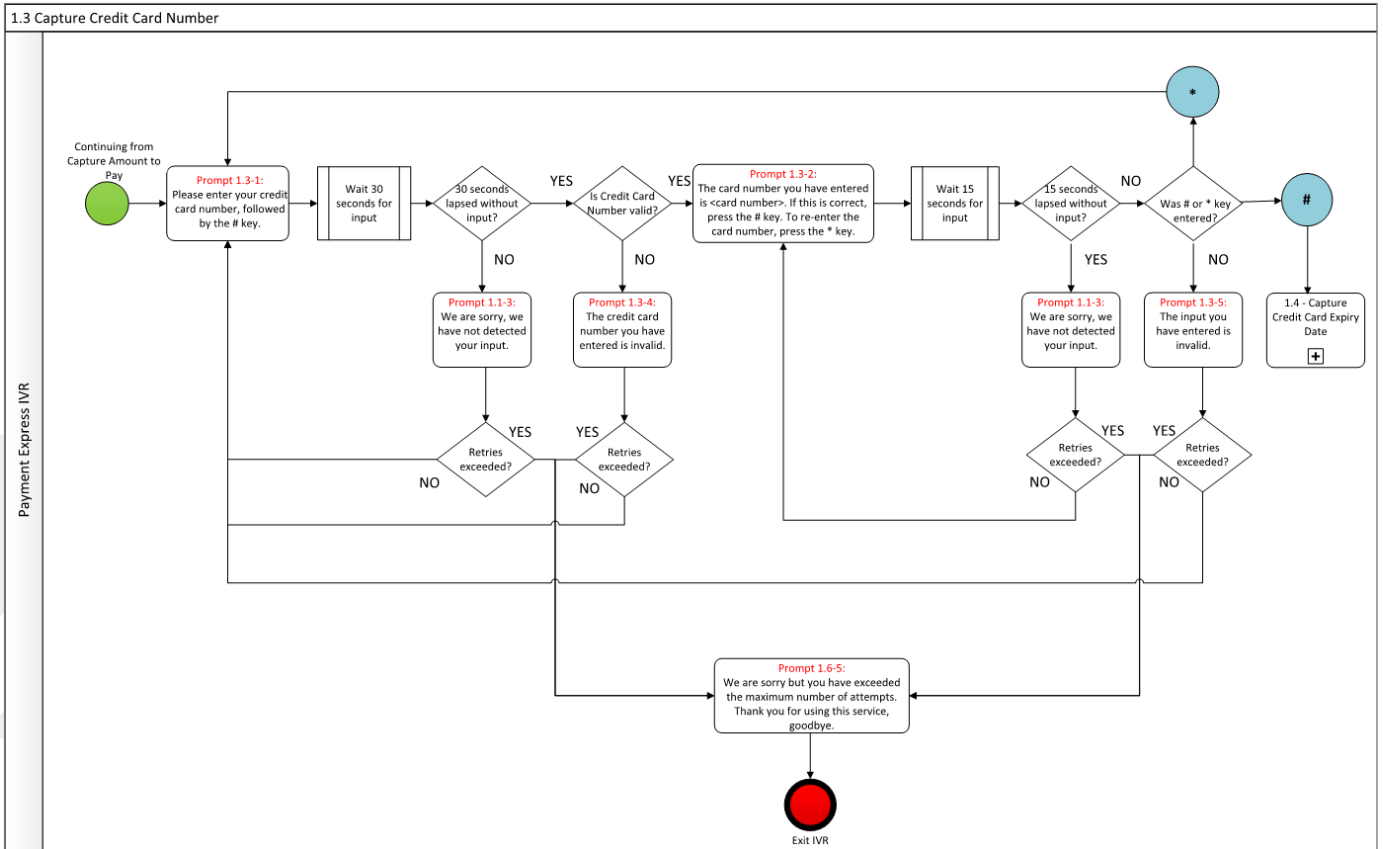 1.3 Capture Credit Card Number
Payment Express IVR
Continuing from
Capture Amount to
Pay
Prompt 1.3-1:
Please enter your credit
card number, followed
by the # key.
Wait 30
seconds for
input
30 seconds
lapsed without
input?
YES
NO
Is Credit Card
Number valid?
YES
NO
Prompt 1.3-2:
The card number you have entered
is <card number>. If this is correct,
press the # key. To re-enter the
card number, press the * key.
Wait 15
seconds for
input
15 seconds
lapsed without
input?
NO
YES
Was # or * key
entered?
NO
*
#
Prompt 1.1-3:
We are sorry, we
have not detected
your input.
Prompt 1.3-4:
The credit card
number you have
entered is invalid.
Prompt 1.1-3:
We are sorry, we
have not detected
your input.
Prompt 1.3-5:
The input you
have entered is
invalid.
1.4 - Capture
Credit Card Expiry
Date
Retries
exceeded?
YES
NO
Retries
exceeded?
YES
NO
Retries
exceeded?
YES
NO
Retries
exceeded?
YES
NO
Prompt 1.6-5:
We are sorry but you have exceeded
the maximum number of attempts.
Thank you for using this service,
goodbye.
Exit IVR